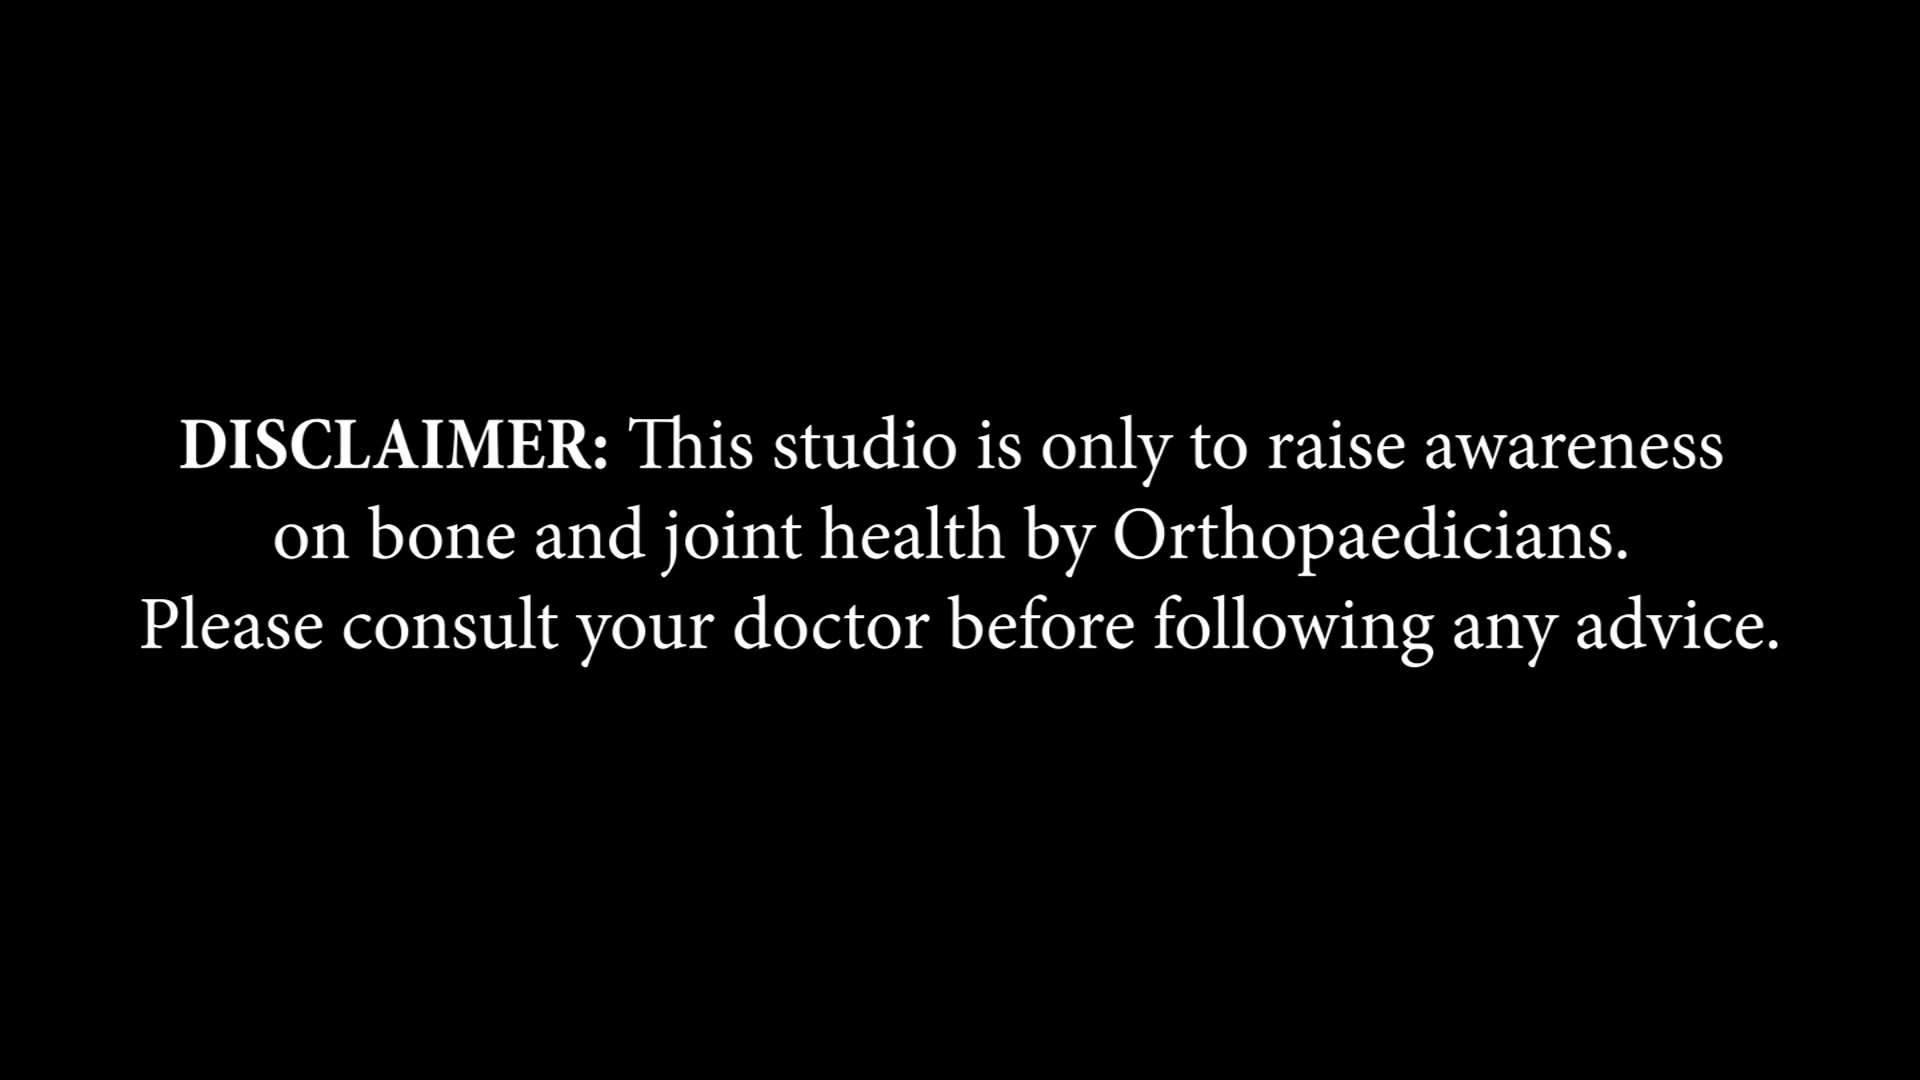 DISCLAIMER: This studio is only to raise awareness
on bone and joint health by Orthopaedicians.
Please consult your doctor before following any advice.